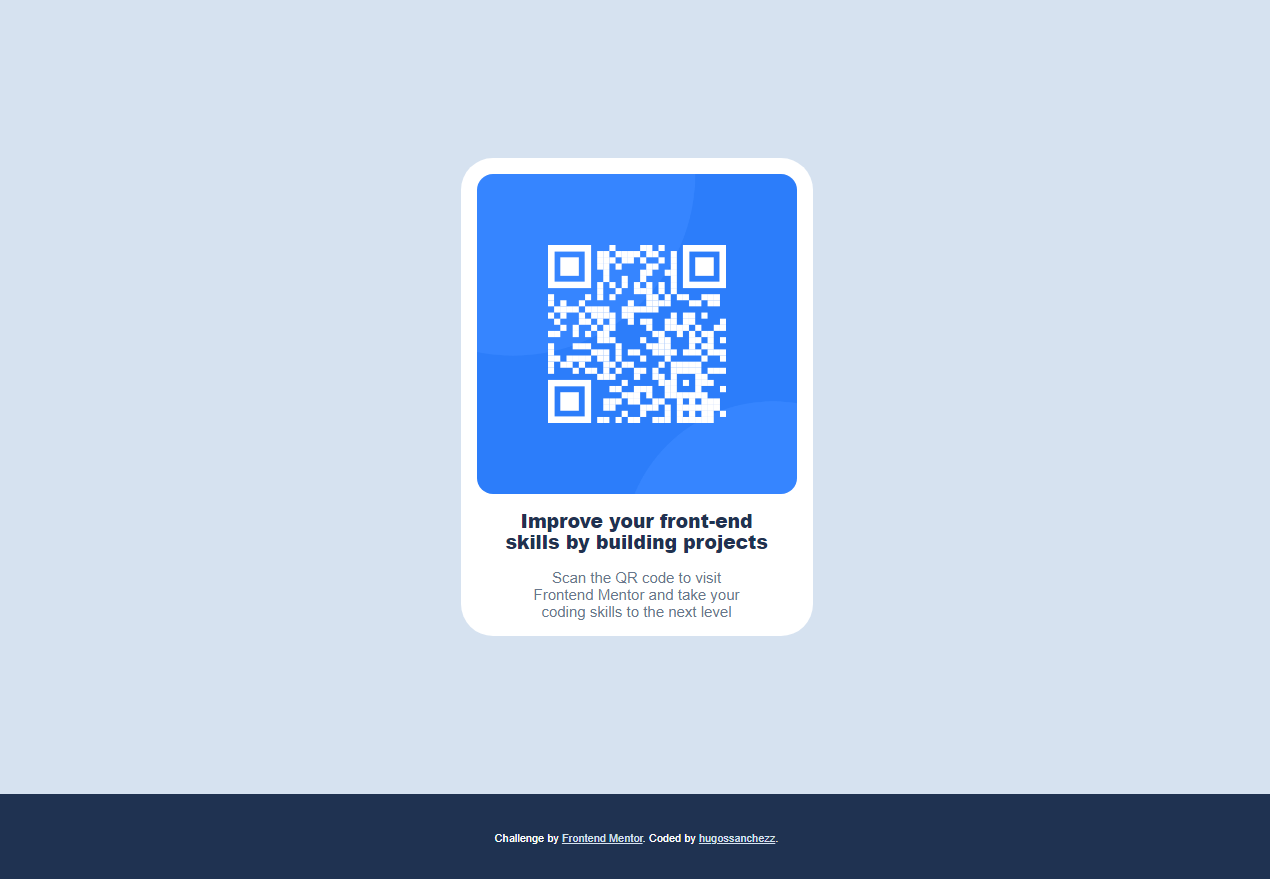 Improve your front-end
skills by building projects
Scan the QR code to visit
Frontend Mentor and take your
coding skills to the next level
Challenge by Frontend Mentor. Coded by hugossanchezz.